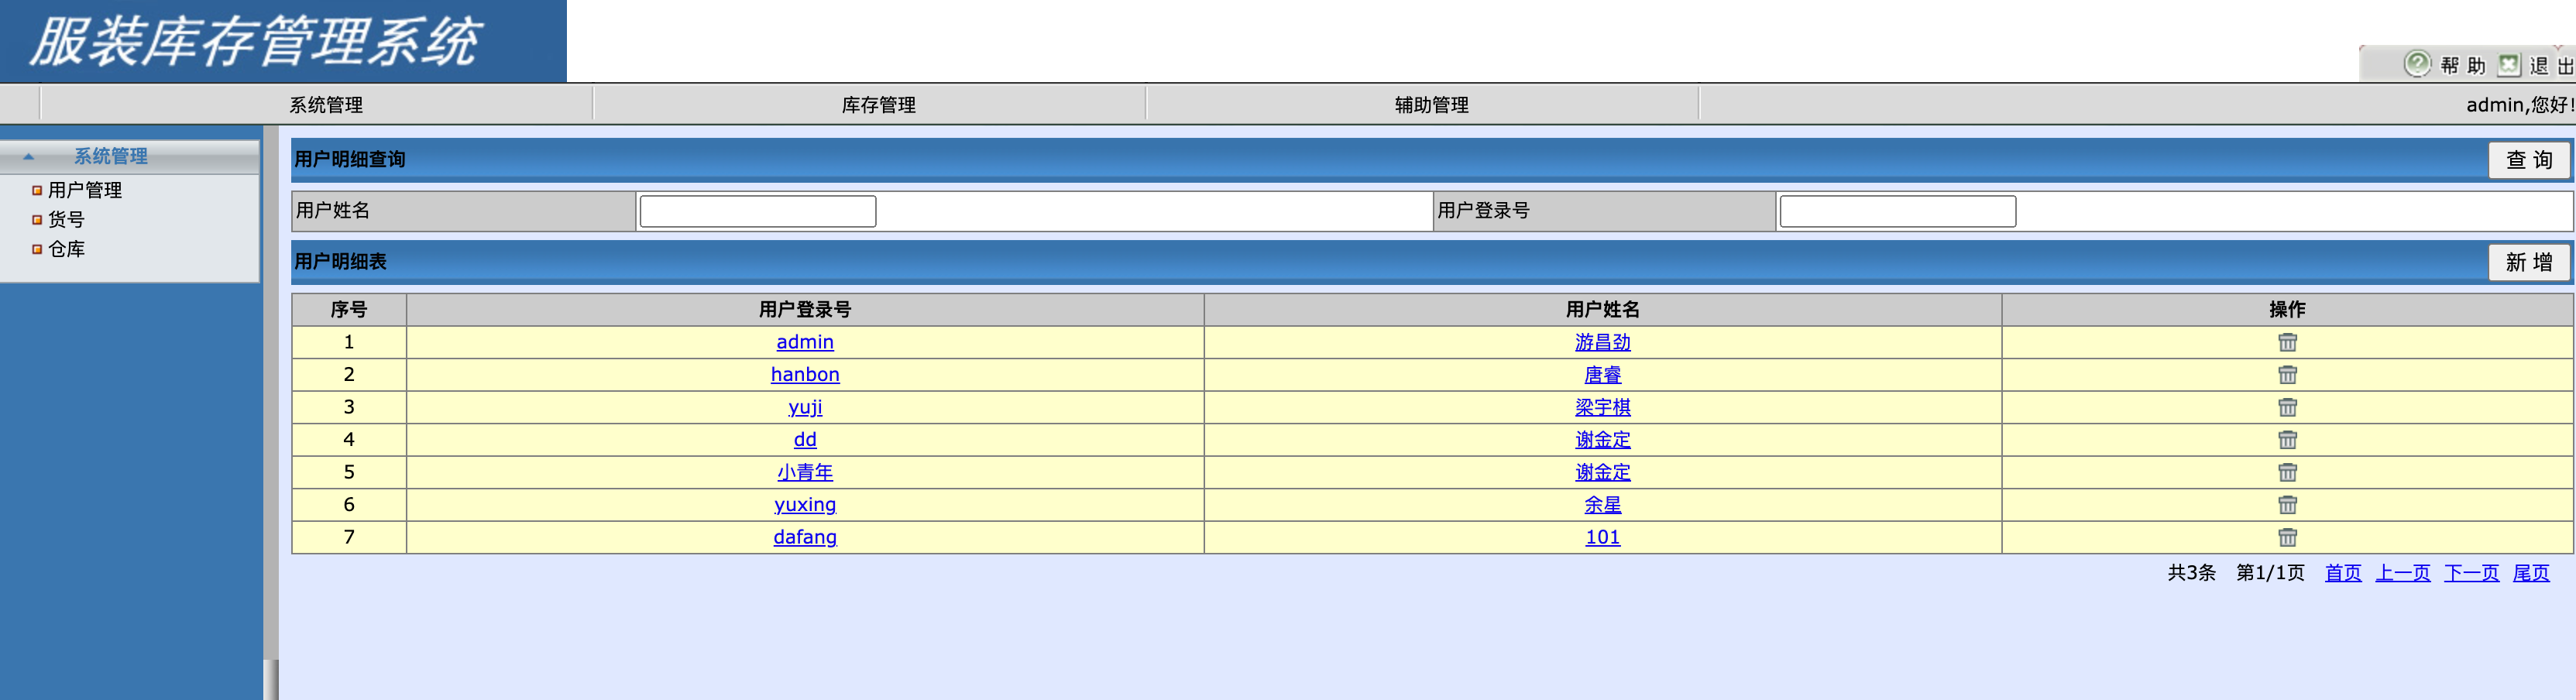 服装库存管理系统
帮 助 退 出
系统管理 库存管理 辅助管理 admin,您好!
系统管理
用户管理
货号
仓库
用户明细查询 查 询
用户姓名 用户登录号
用户明细表 新 增
序号 用户登录号 用户姓名 操作
1 admin 游昌劲
2 hanbon 唐睿
3 yuji 梁宇棋
4 dd 谢金定
5 小青年 谢金定
6 yuxing 余星
7 dafang 101
共3条 第1/1页 首页 上一页 下一页 尾页